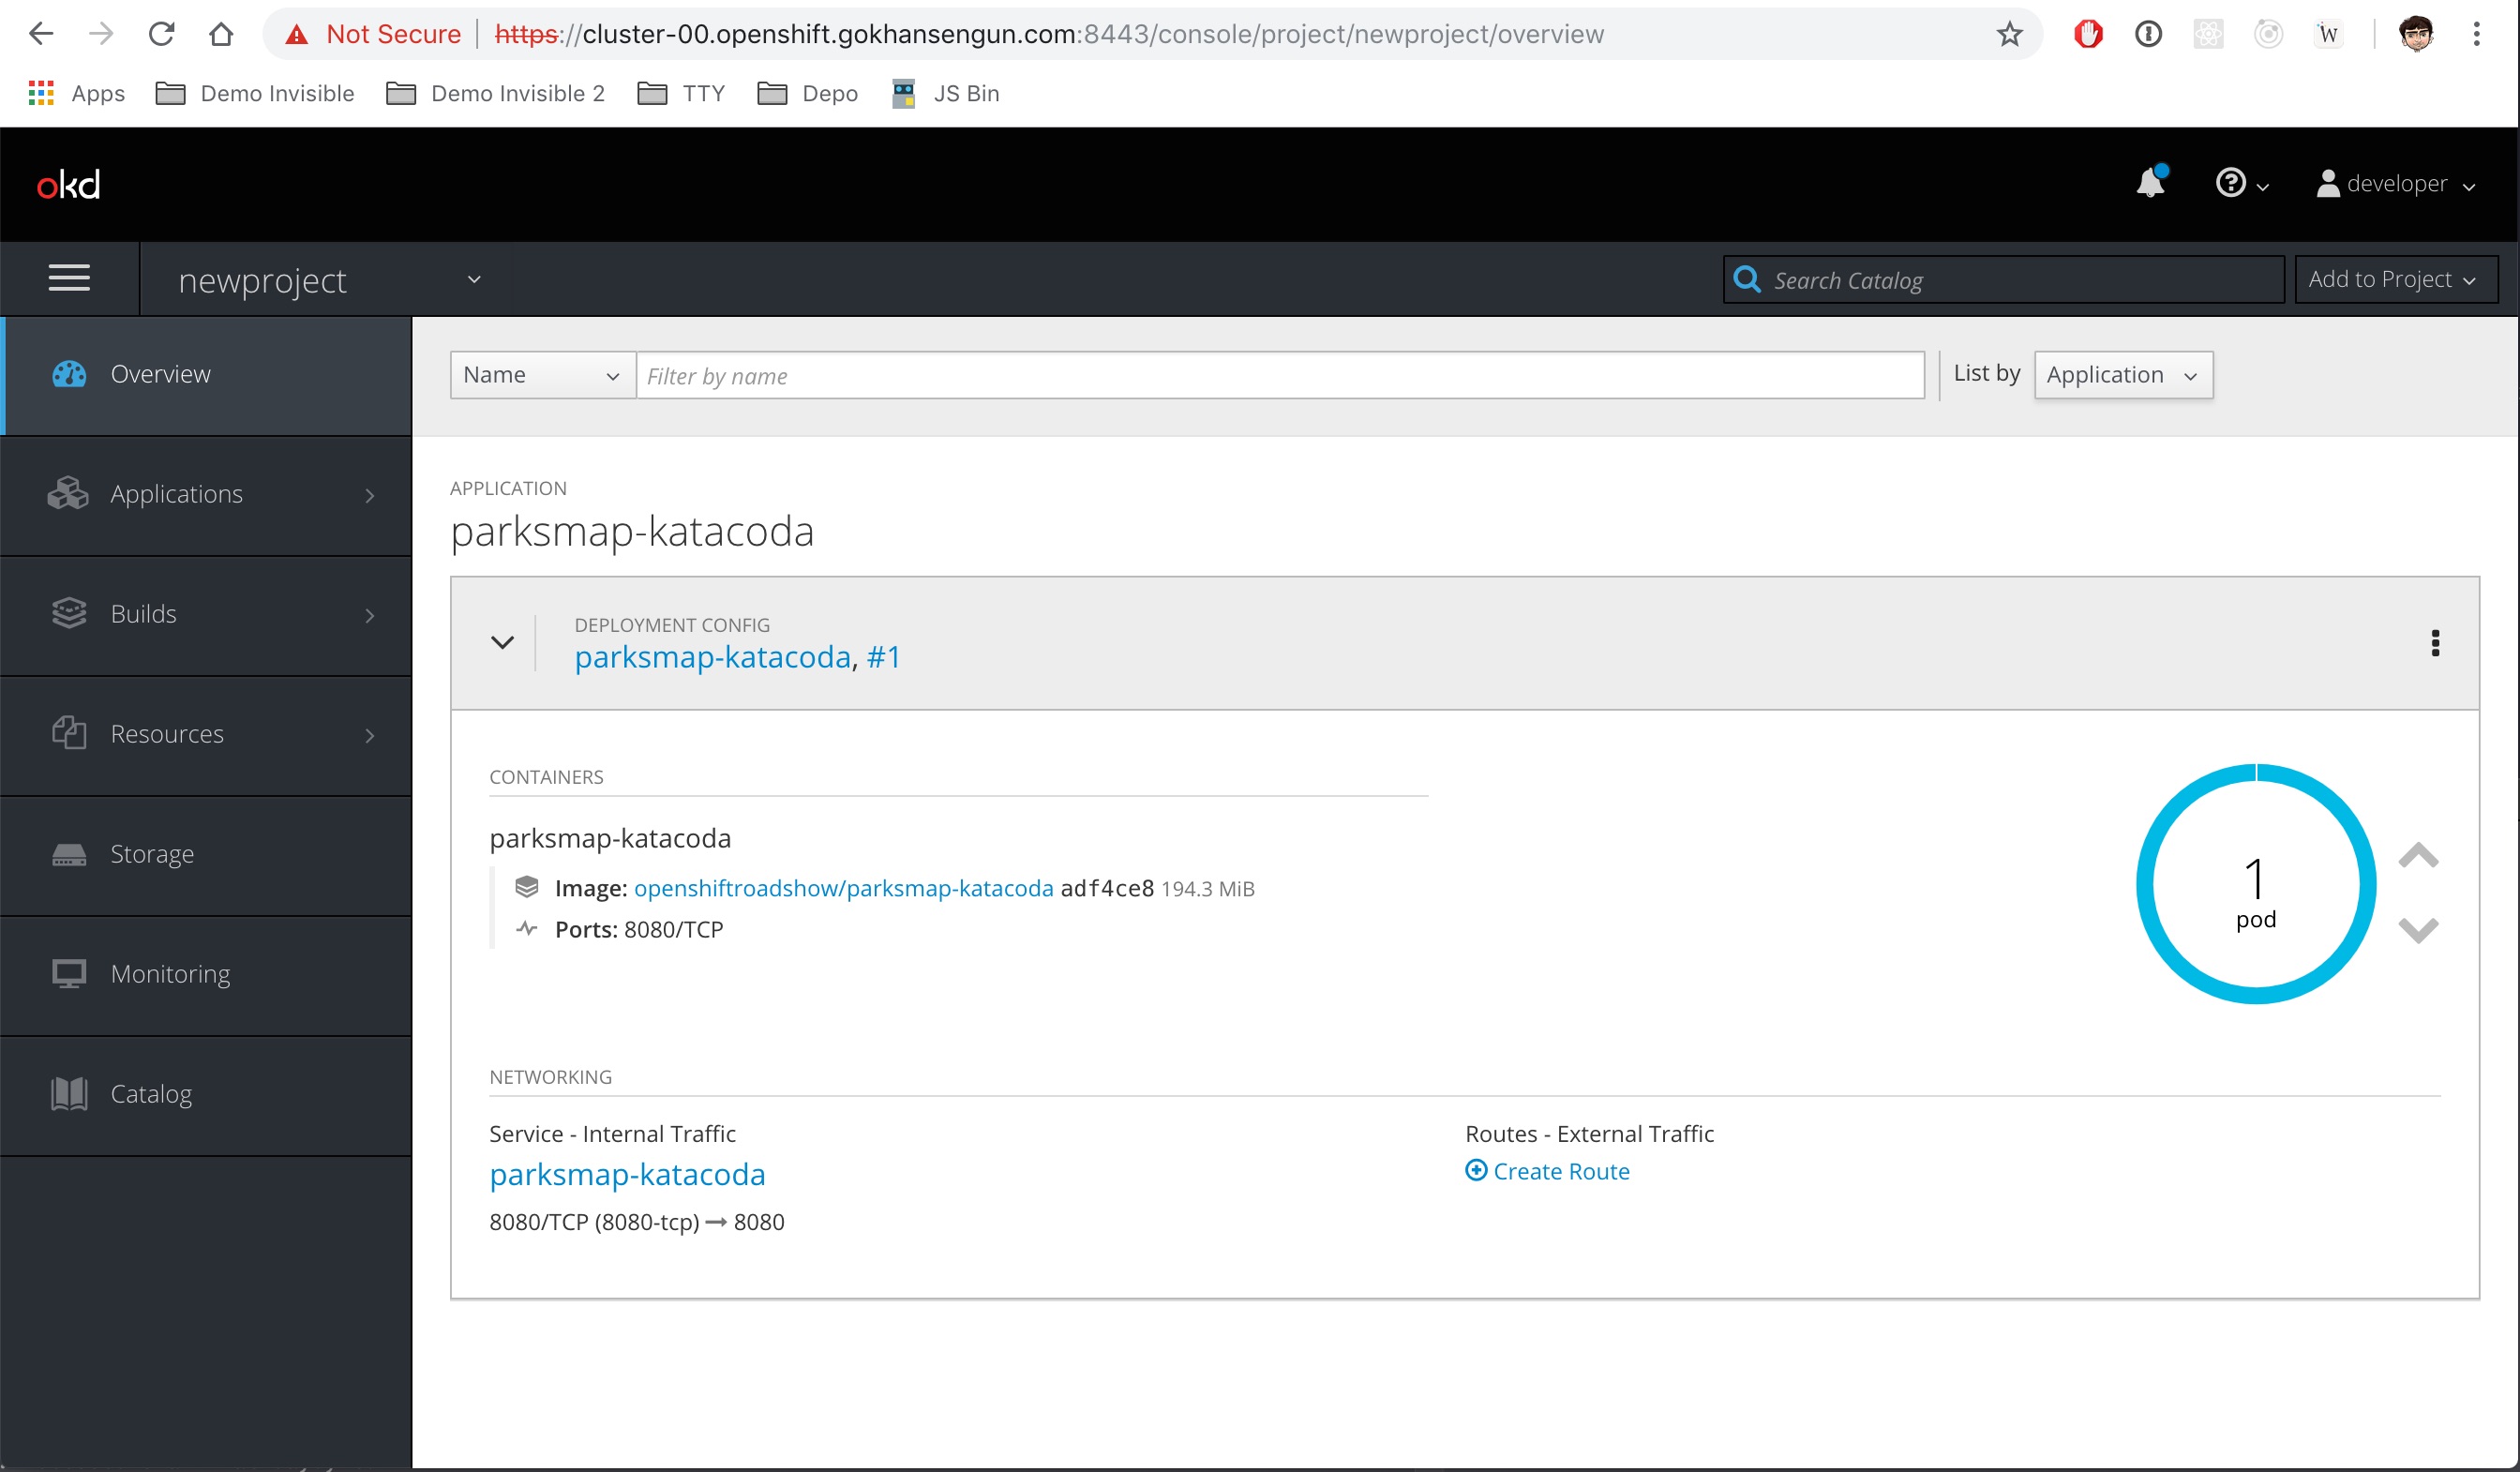 Not Secure https://cluster-00.openshift.gokhansengun.com:8443/console/project/newproject/overview
Apps Demo Invisible Demo Invisible 2 TTY Depo JS Bin
okd developer
newproject Search Catalog Add to Project
Overview
Applications
Builds
Resources
Storage
Monitoring
Catalog
Name Filter by name List by Application
APPLICATION
parksmap-katacoda
DEPLOYMENT CONFIG
parksmap-katacoda, #1
CONTAINERS
parksmap-katacoda
Image: openshiftroadshow/parksmap-katacoda adf4ce8 194.3 MiB
Ports: 8080/TCP
1
pod
NETWORKING
Service - Internal Traffic
parksmap-katacoda
8080/TCP (8080-tcp) → 8080
Routes - External Traffic
Create Route